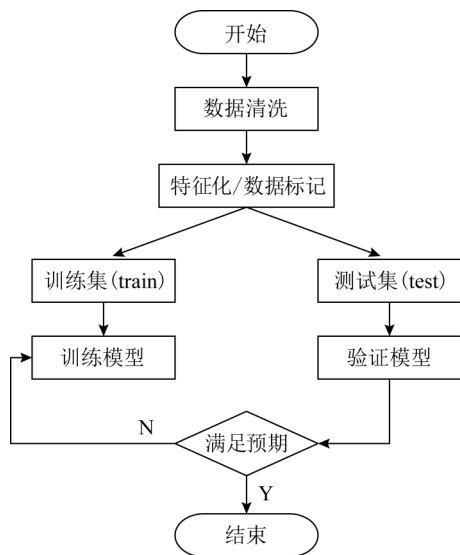 开始
数据清洗
特征化/数据标记
训练集(train)
测试集(test)
训练模型
验证模型
N
满足预期
Y
结束